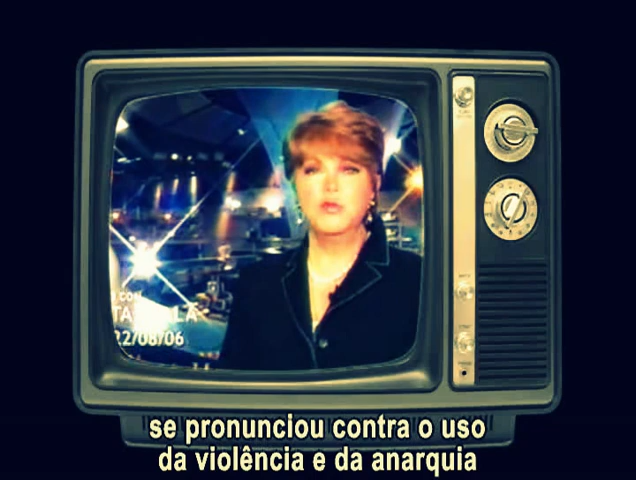 22/08/06
se pronunciou contra o uso
da violência e da anarquia